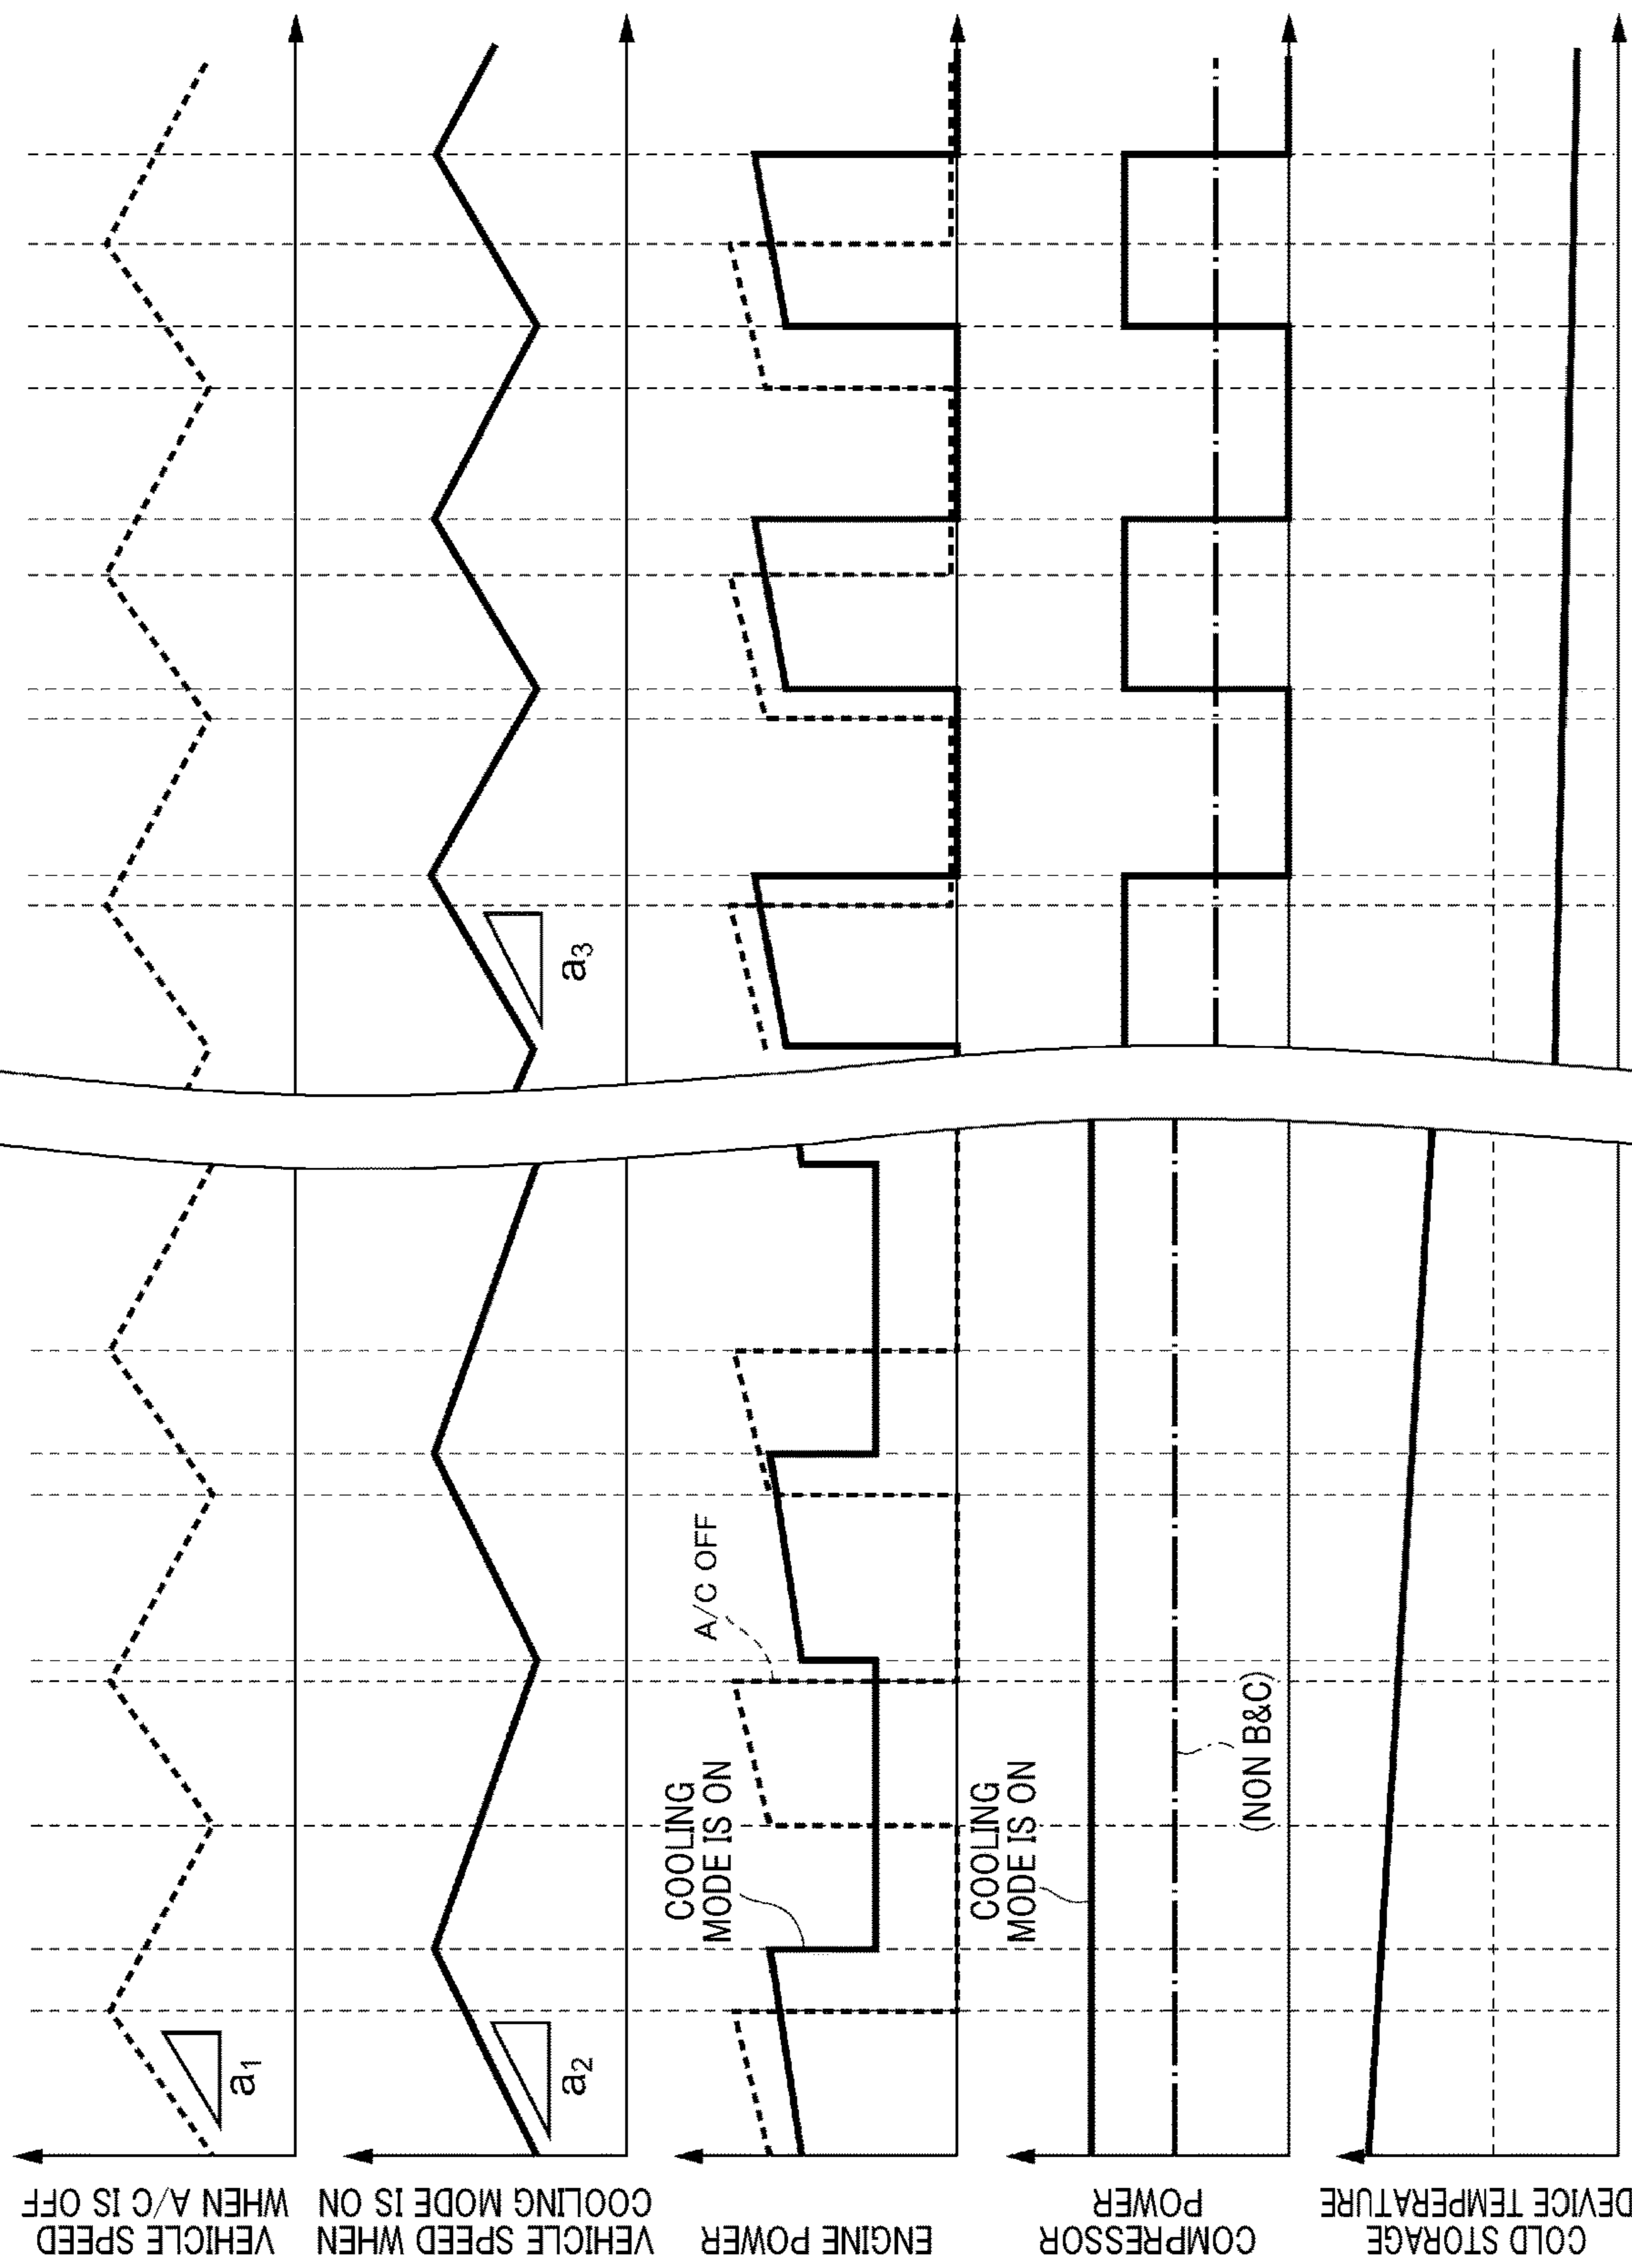 VEHICLE SPEED
WHEN A/C IS OFF
a1
VEHICLE SPEED WHEN
COOLING MODE IS ON
a2
a3
ENGINE POWER
COOLING
MODE IS ON
A/C OFF
COMPRESSOR
POWER
COOLING
MODE IS ON
(NON B&C)
COLD STORAGE
DEVICE TEMPERATURE